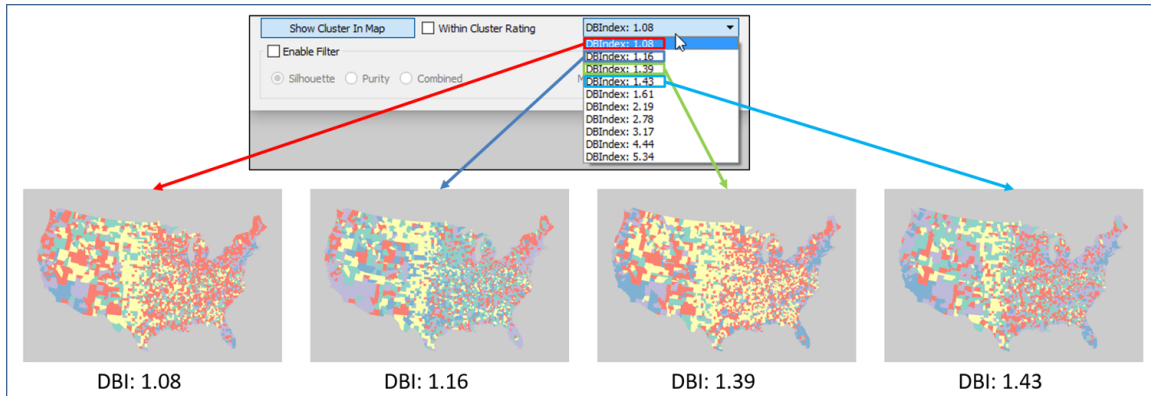 Show Cluster In Map
Within Cluster Rating
DBIndex: 1.08
Enable Filter
Silhouette
Purity
Combined
M
DBIndex: 1.08
DBIndex: 1.16
DBIndex: 1.39
DBIndex: 1.43
DBIndex: 1.61
DBIndex: 2.19
DBIndex: 2.78
DBIndex: 3.17
DBIndex: 4.44
DBIndex: 5.34
DBI: 1.08
DBI: 1.16
DBI: 1.39
DBI: 1.43